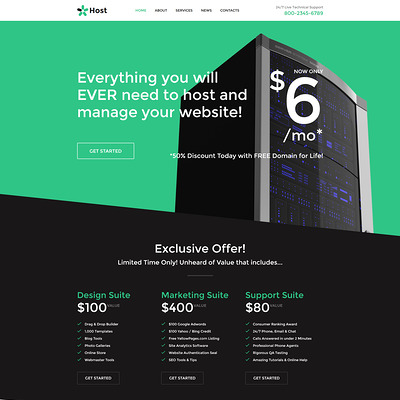 Host
HOME ABOUT SERVICES NEWS CONTACTS
24/7 Live Technical Support
800-2345-6789
Everything you will
EVER need to host and
manage your website!
GET STARTED
NOW ONLY
$6
/mo*
*50% Discount Today with FREE Domain for Life!
Exclusive Offer!
Limited Time Only! Unheard of Value that includes...
Design Suite
$100 VALUE
Drag & Drop Builder
1,000 Templates
Blog Tools
Photo Galleries
Online Store
Webmaster Tools
GET STARTED
Marketing Suite
$400 VALUE
$100 Google Adwords
$100 Yahoo / Bing Credit
Free YellowPages.com Listing
Site Analytics Software
Website Authentication Seal
SEO Tools & Tips
GET STARTED
Support Suite
$80 VALUE
Consumer Ranking Award
24/7 Phone, Email & Chat
Calls Answered in under 2 Minutes
Professional Phone Agents
Rigorous QA Testing
Amazing Tutorials & Online Help
GET STARTED